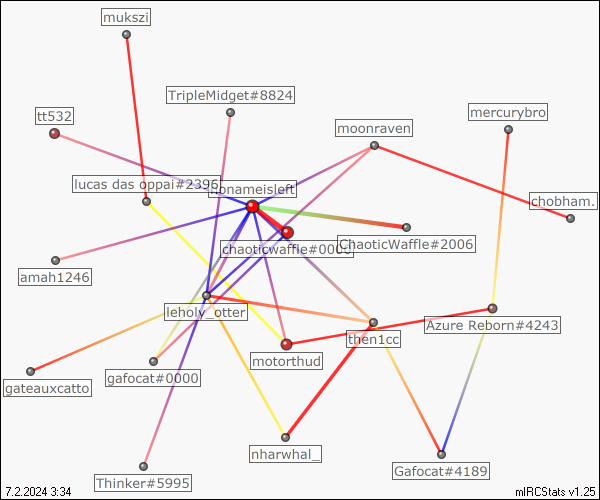 mukszi
TripleMidget#8824
tt532
mercurybro
moonraven
lucas das oppai#2396
nonameisleft
chobham.
chaoticwaffle#0000
ChaoticWaffle#2006
amah1246
leholy_otter
Azure Reborn#4243
then1cc
motorthud
gafocat#0000
gateauxcatto
nharwhal_
Gafocat#4189
Thinker#5995
7.2.2024 3:34
mIRCStats v1.25